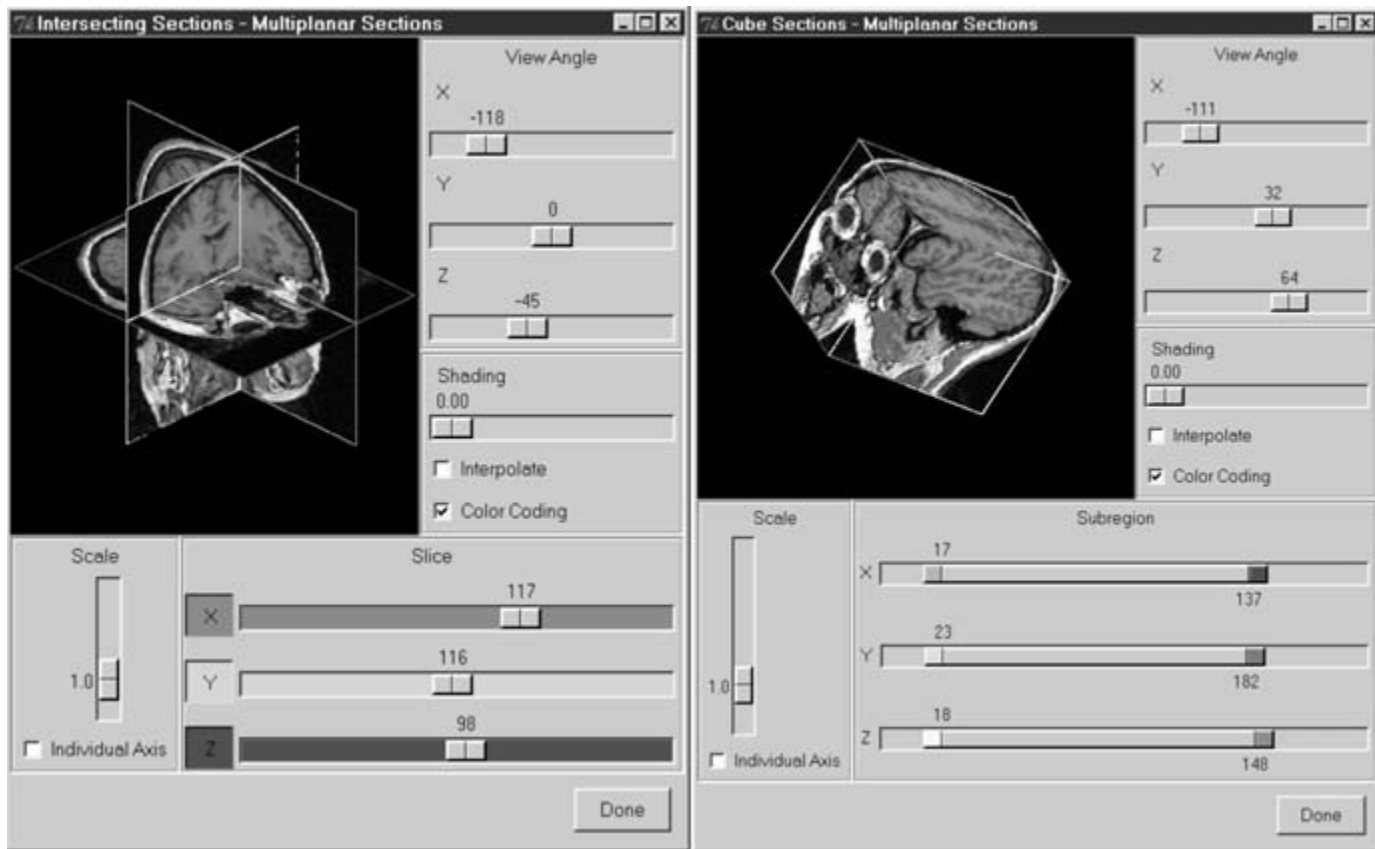 Intersecting Sections - Multiplanar Sections
View Angle
X
-118
Y
0
Z
-45
Shading
0.00
Interpolate
Color Coding
Scale
1.0
Individual Axis
Slice
117
X
116
Y
98
Z
Done
Cube Sections - Multiplanar Sections
View Angle
X
-111
Y
32
Z
64
Shading
0.00
Interpolate
Color Coding
Scale
1.0
Individual Axis
Subregion
17
X
137
23
Y
182
18
Z
148
Done